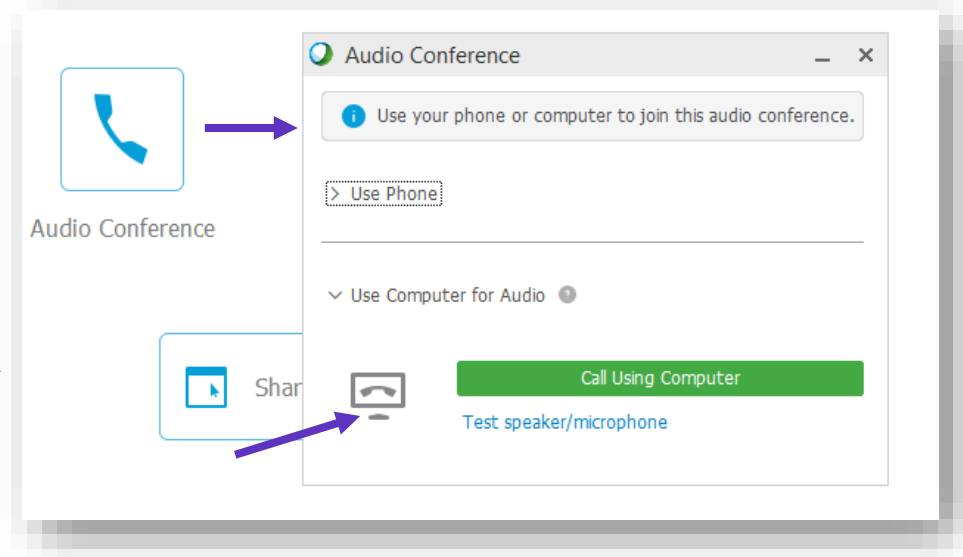 Audio Conference
Use your phone or computer to join this audio conference.
> Use Phone
Audio Conference
Use Computer for Audio ?
Shar
Call Using Computer
Test speaker/microphone